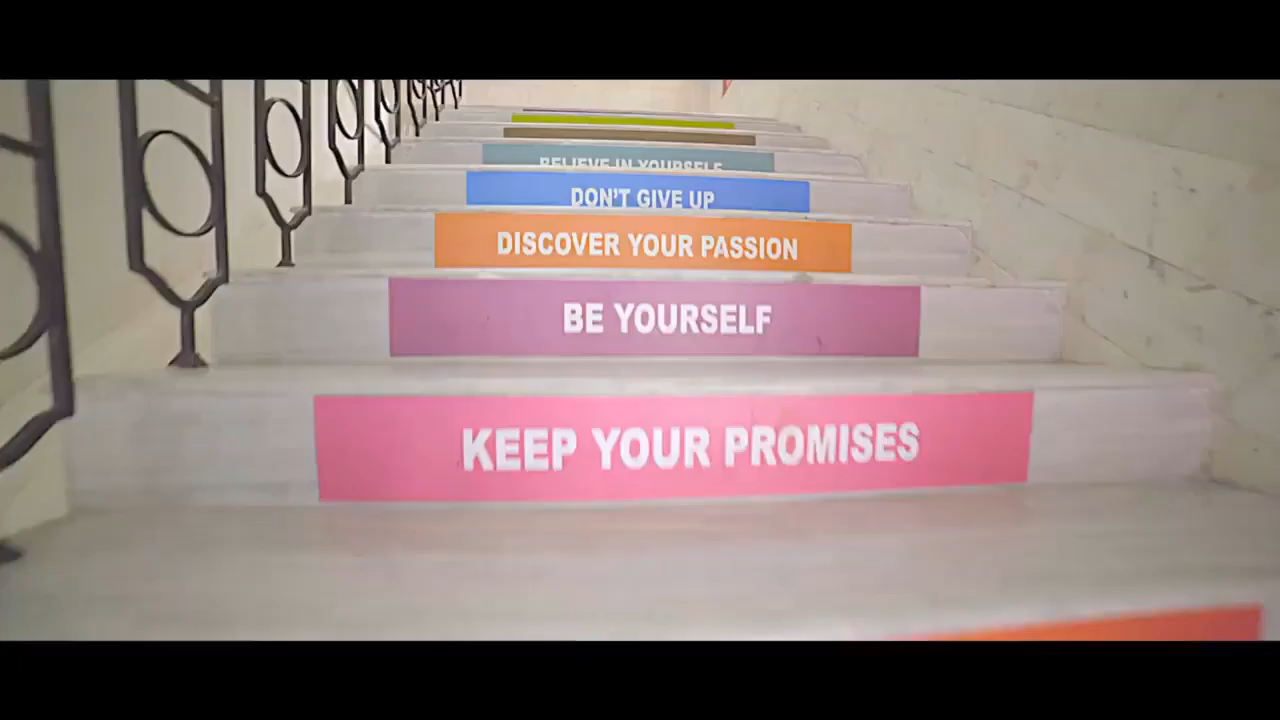 BELIEVE IN YOURSELF
DON'T GIVE UP
DISCOVER YOUR PASSION
BE YOURSELF
KEEP YOUR PROMISES